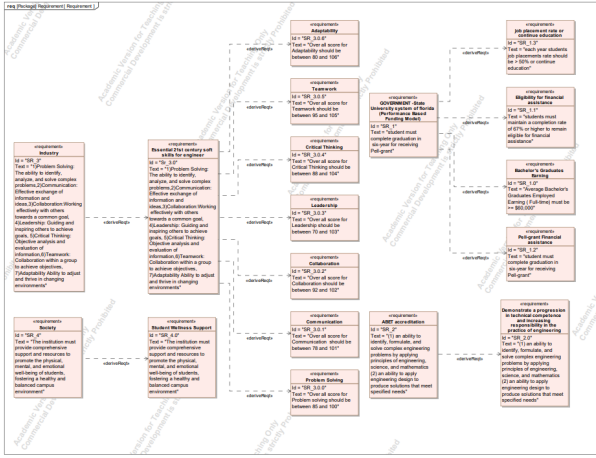 req [Package] Requirement [ Requirement ]
«requirement»
Adaptability
Id = "SR_3.0.6"
Text = "Over all score for
Adaptability should be
between 80 and 106"
«requirement»
Teamwork
Id = "SR_3.0.5"
Text = "Over all score for
Teamwork should be
between 95 and 105"
«requirement»
Critical Thinking
Id = "SR_3.0.4"
Text = "Over all score for
Critical Thinking should be
between 86 and 104"
«requirement»
Leadership
Id = "SR_3.0.3"
Text = "Over all score for
Leadership should be
between 70 and 103"
«requirement»
Collaboration
Id = "SR_3.0.2"
Text = "Over all score for
Collaboration should be
between 92 and 102"
«requirement»
Communication
Id = "SR_3.0.1"
Text = "Over all score for
Communication should be
between 78 and 101"
«requirement»
Problem Solving
Id = "SR_3.0.0"
Text = "Over all score for
Problem solving should be
between 85 and 100"
«requirement»
Industry
Id = "SR_3"
Text = "1)Problem Solving:
The ability to identify,
analyze, and solve complex
problems,2)Communication:
Effective exchange of
information and
ideas,3)Collaboration:Working
effectively with others
towards a common goal,
4)Leadership: Guiding and
inspiring others to achieve
goals, 5)Critical Thinking:
Objective analysis and
evaluation of
information,6)Teamwork:
Collaboration within a group
to achieve objectives,
7)Adaptability Ability to adjust
and thrive in changing
environments"
«deriveReqt»
«requirement»
Essential 21st century soft
skills for engineer
Id = "Sr_3.0"
Text = "1)Problem Solving:
The ability to identify,
analyze, and solve complex
problems,2)Communication:
Effective exchange of
information and
ideas,3)Collaboration:Working
effectively with others
towards a common goal,
4)Leadership: Guiding and
inspiring others to achieve
goals, 5)Critical Thinking:
Objective analysis and
evaluation of
information,6)Teamwork:
Collaboration within a group
to achieve objectives,
7)Adaptability Ability to adjust
and thrive in changing
environments"
«deriveReqt»
«deriveReqt»
«deriveReqt»
«deriveReqt»
«deriveReqt»
«deriveReqt»
«deriveReqt»
«requirement»
Society
Id = "SR_4"
Text = "The institution must
provide comprehensive
support and resources to
promote the physical,
mental, and emotional
well-being of students,
fostering a healthy and
balanced campus
environment"
«deriveReqt»
«requirement»
Student Wellness Support
Id = "SR_4.0"
Text = "The institution must
provide comprehensive
support and resources to
promote the physical,
mental, and emotional
well-being of students,
fostering a healthy and
balanced campus
environment"
«requirement»
GOVERNMENT -State
University system of florida
(Performance Based
Funding Model)
Id = "SR_1"
Text = "student must
complete graduation in
six-year for receiving
Pell-grant"
«deriveReqt»
«deriveReqt»
«deriveReqt»
«deriveReqt»
«requirement»
job placement rate or
continue education
Id = "SR_1.3"
Text = "each year students
job placements rate should
be > 50% or continue
education"
«requirement»
Eligibility for financial
assistance
Id = "SR_1.1"
Text = "students must
maintain a completion rate
of 67% or higher to remain
eligible for financial
assistance"
«requirement»
Bachelor's Graduates
Earning
Id = "SR_1.0"
Text = "Average Bachelor's
Graduates Employed
Earning ( Full-time) must be
>= $60,000"
«requirement»
Pell-grant Financial
assistance
Id = "SR_1.2"
Text = "student must
complete graduation in
six-year for receiving
Pell-grant"
«requirement»
ABET accreditation
Id = "SR_2"
Text = "(1) an ability to
identify, formulate, and
solve complex engineering
problems by applying
principles of engineering,
science, and mathematics
(2) an ability to apply
engineering design to
produce solutions that meet
specified needs"
«deriveReqt»
«requirement»
Demonstrate a progression
in technical competence
and increasing
responsibility in the
practice of engineering
Id = "SR_2.0"
Text = "(1) an ability to
identify, formulate, and
solve complex engineering
problems by applying
principles of engineering,
science, and mathematics
(2) an ability to apply
engineering design to
produce solutions that meet
specified needs"
Academic Version for Teaching Only
Commercial Development is strictly Prohibited